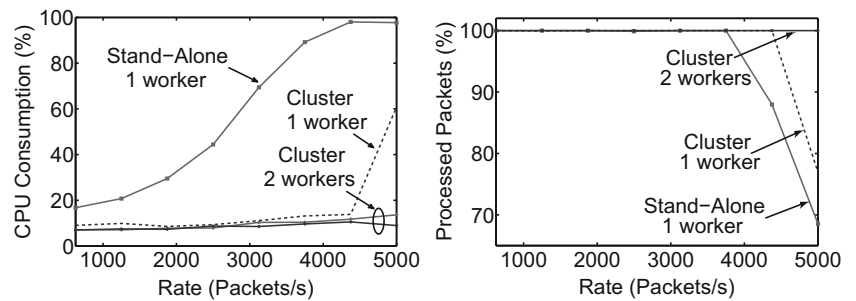 CPU Consumption (%)
100
80
60
40
20
0
Stand-Alone
1 worker
Cluster
1 worker
Cluster
2 workers
1000 2000 3000 4000 5000
Rate (Packets/s)
Processed Packets (%)
100
90
80
70
Cluster
2 workers
Cluster
1 worker
Stand-Alone
1 worker
1000 2000 3000 4000 5000
Rate (Packets/s)